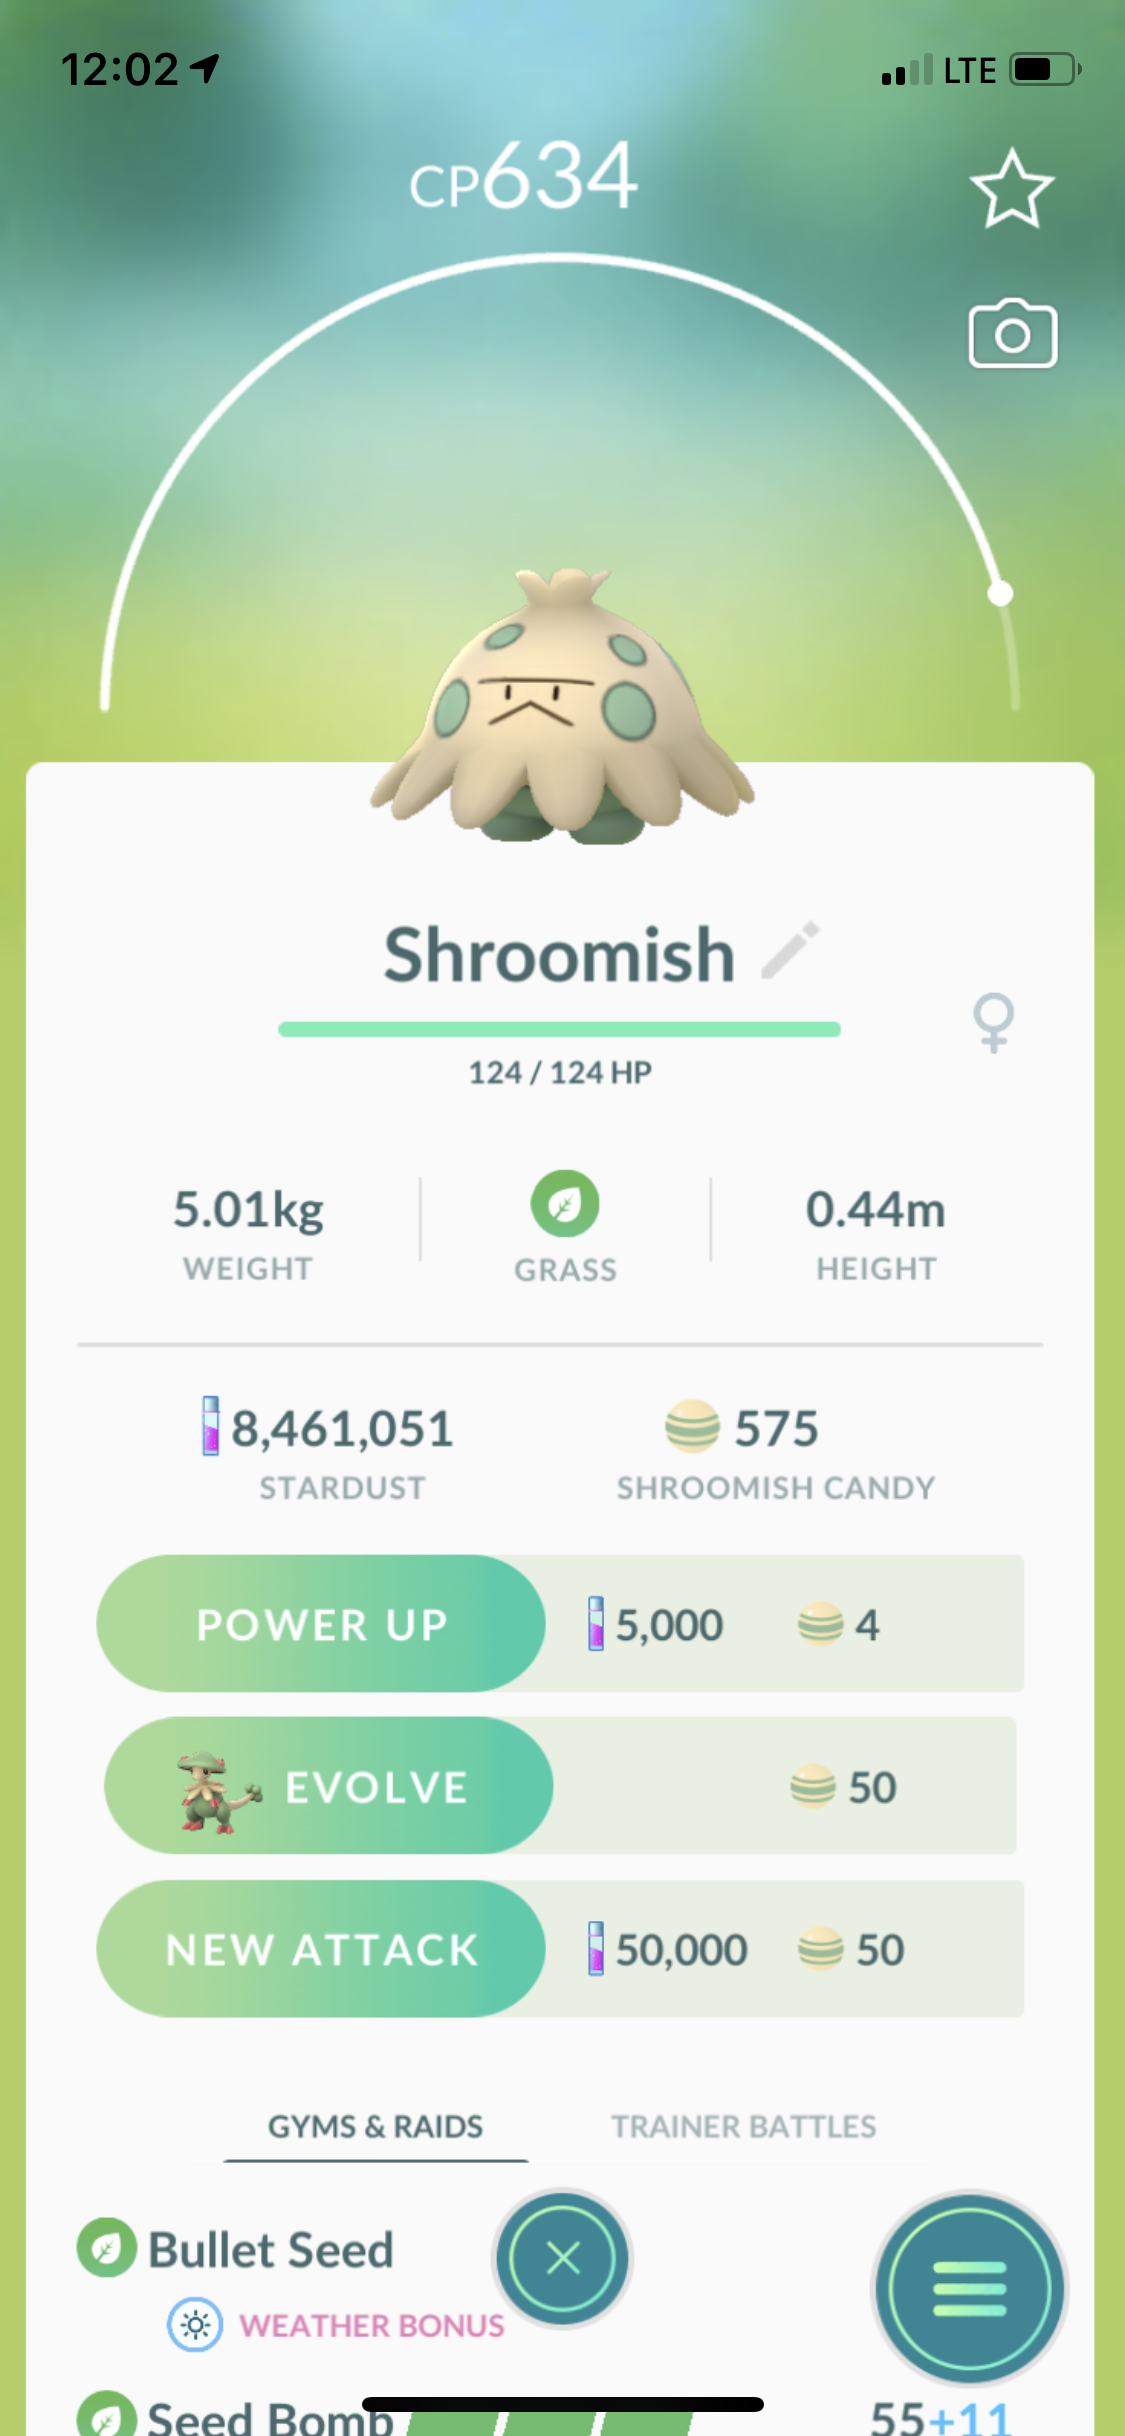 12:02 LTE
CP634
Shroomish
124 / 124 HP
5.01kg GRASS 0.44m
WEIGHT HEIGHT
8,461,051 575
STARDUST SHROOMISH CANDY
POWER UP 5,000 4
EVOLVE 50
NEW ATTACK 50,000 50
GYMS & RAIDS TRAINER BATTLES
Bullet Seed
WEATHER BONUS
Seed Bomb 55+11